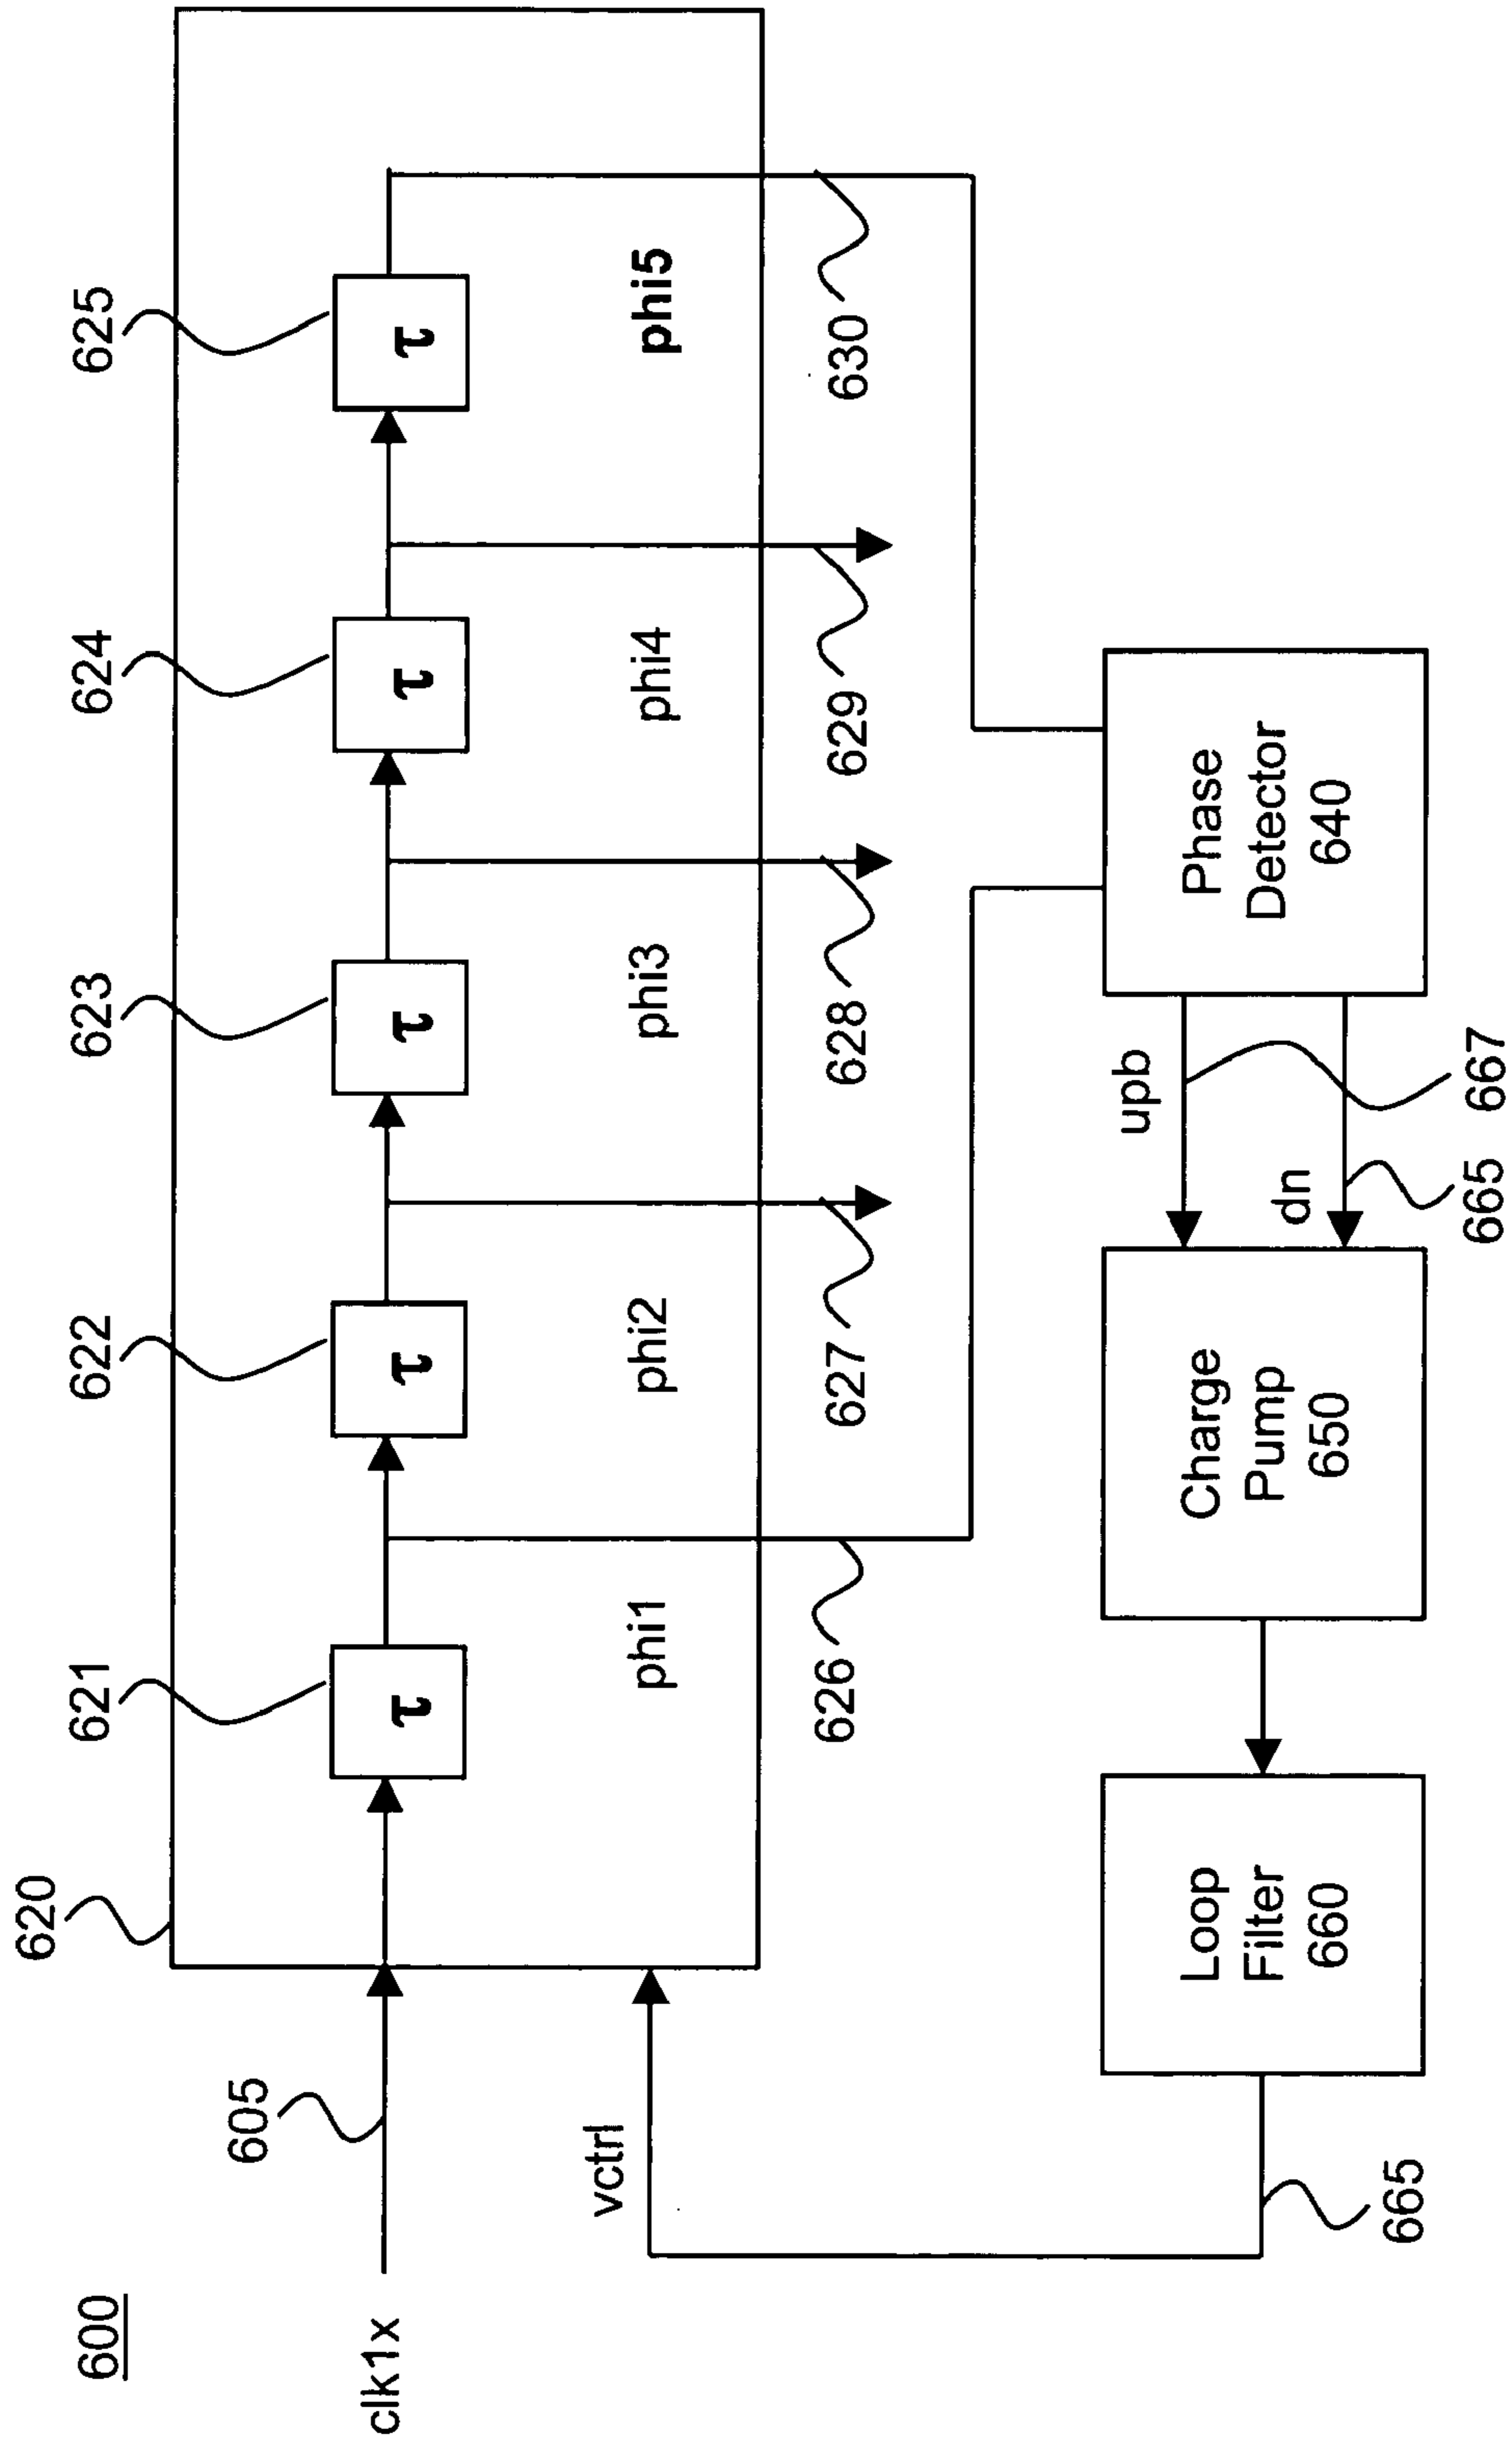 600
620
621
622
623
624
625
605
clk1x
τ
τ
τ
τ
τ
vctrl
phi1
phi2
phi3
phi4
phi5
626
627
628
629
630
upb
dn
Loop
Filter
660
Charge
Pump
650
Phase
Detector
640
665
665
667